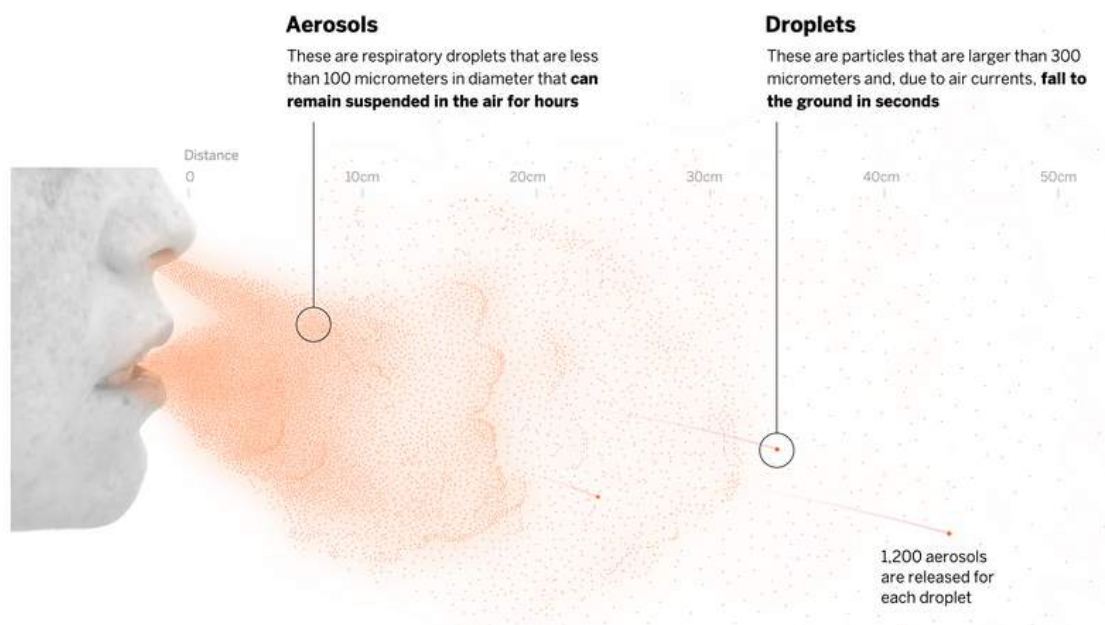 Aerosols
These are respiratory droplets that are less
than 100 micrometers in diameter that can
remain suspended in the air for hours
Droplets
These are particles that are larger than 300
micrometers and, due to air currents, fall to
the ground in seconds
Distance
0 10cm 20cm 30cm 40cm 50cm
1,200 aerosols
are released for
each droplet